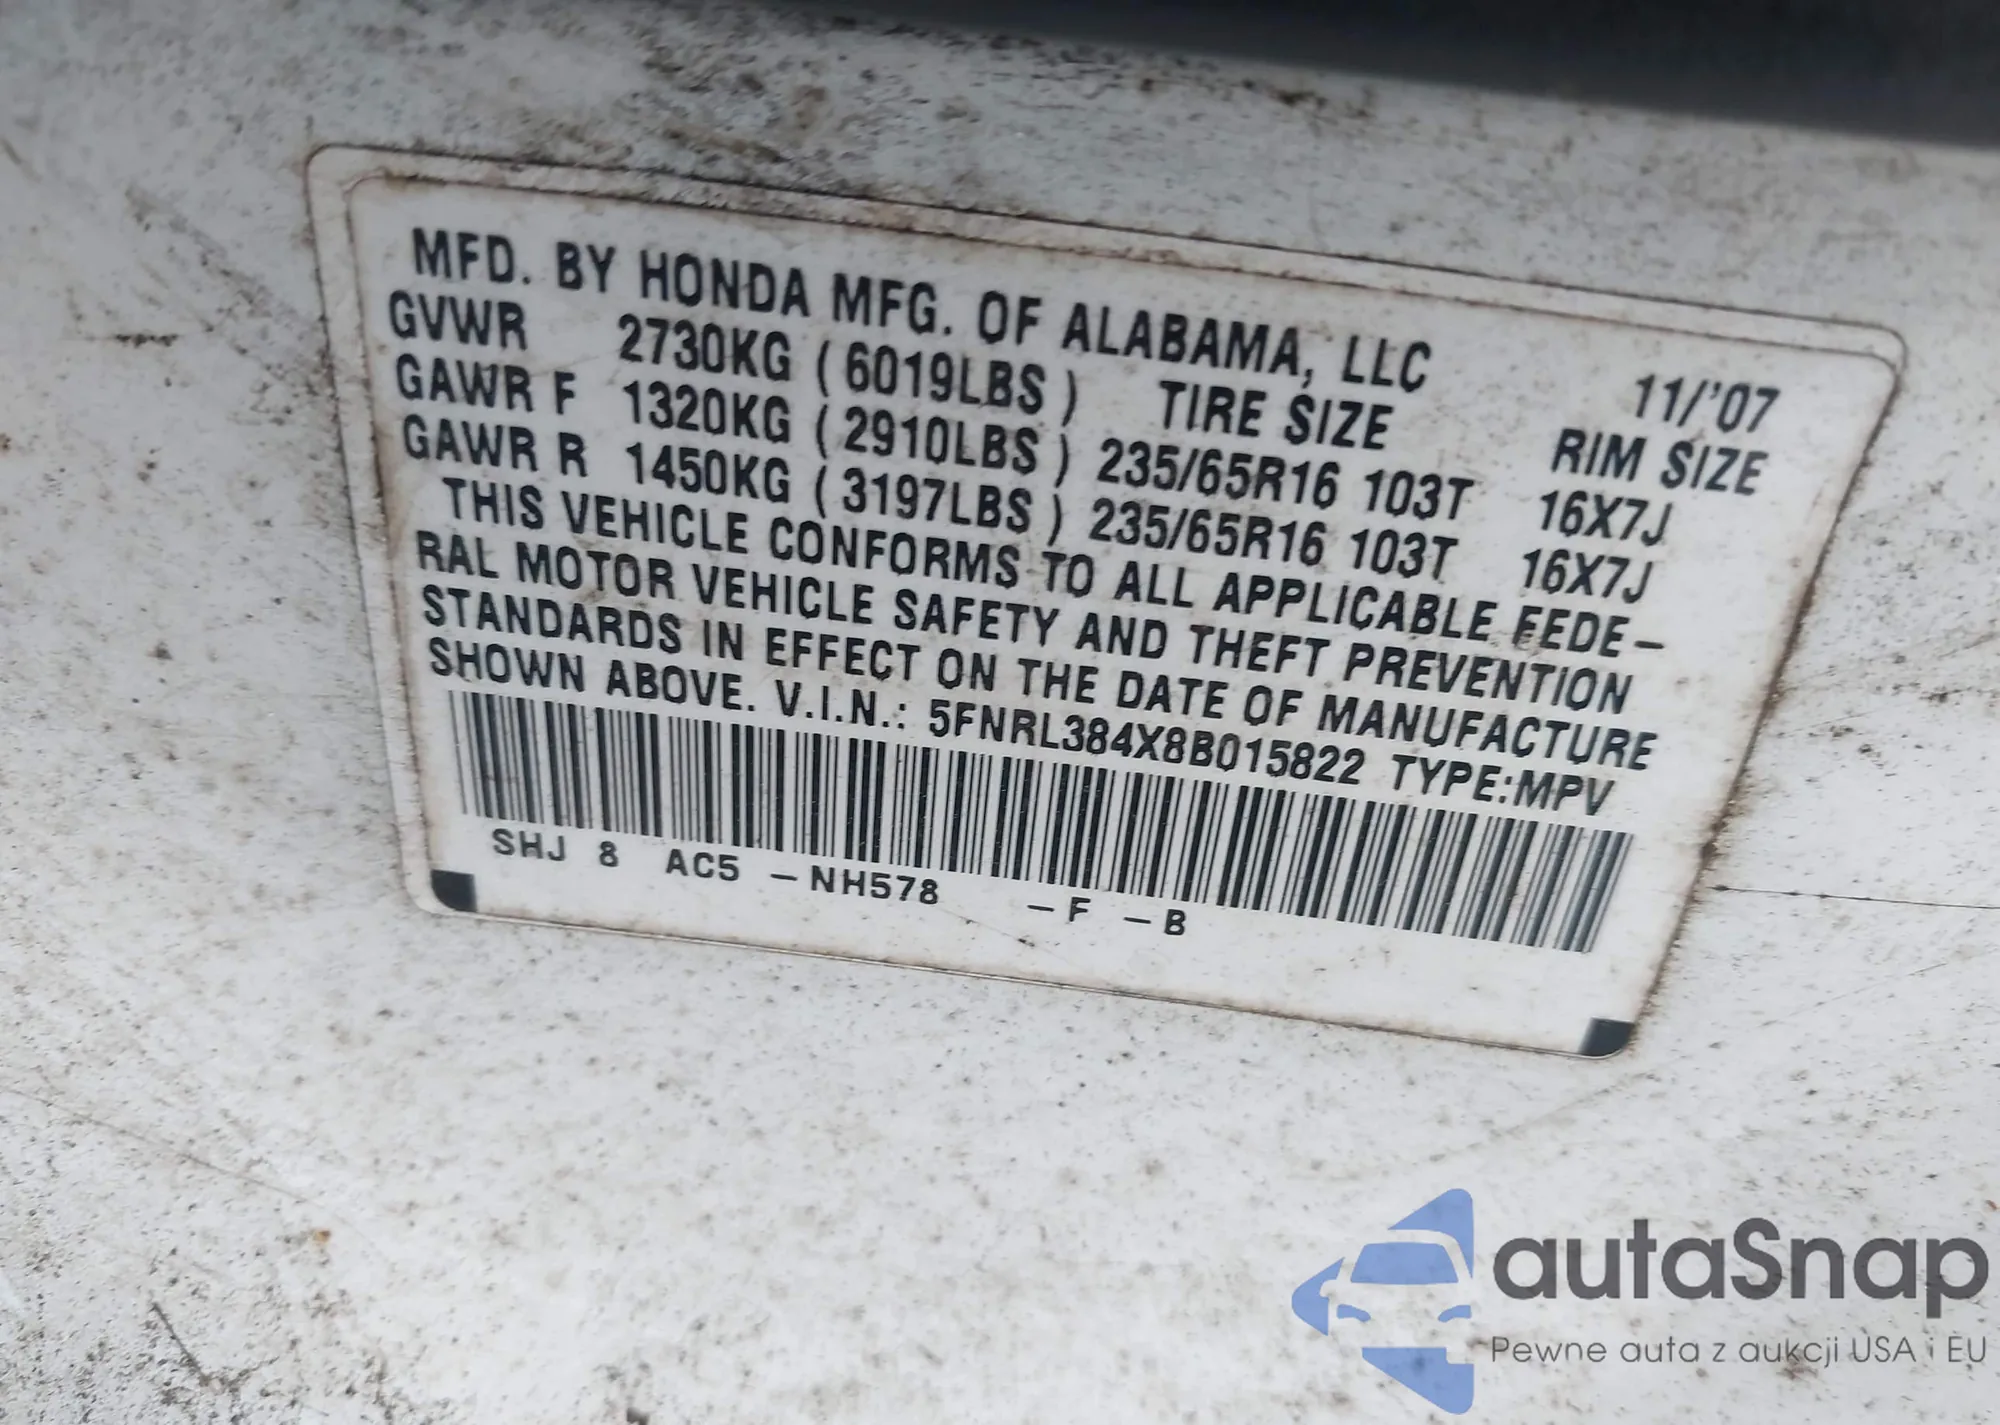 MFD. BY HONDA MFG. OF ALABAMA, LLC 11/'07
GVWR 2730KG (6019LBS) TIRE SIZE RIM SIZE
GAWR F 1320KG (2910LBS) 235/65R16 103T 16X7J
GAWR R 1450KG (3197LBS) 235/65R16 103T 16X7J
THIS VEHICLE CONFORMS TO ALL APPLICABLE FEDE-
RAL MOTOR VEHICLE SAFETY AND THEFT PREVENTION
STANDARDS IN EFFECT ON THE DATE OF MANUFACTURE
SHOWN ABOVE. V.I.N.: 5FNRL384X8B015822 TYPE:MPV
SHJ 8 AC5 -NH578 -F -B
autaSnap
Pewne auta z aukcji USA i EU